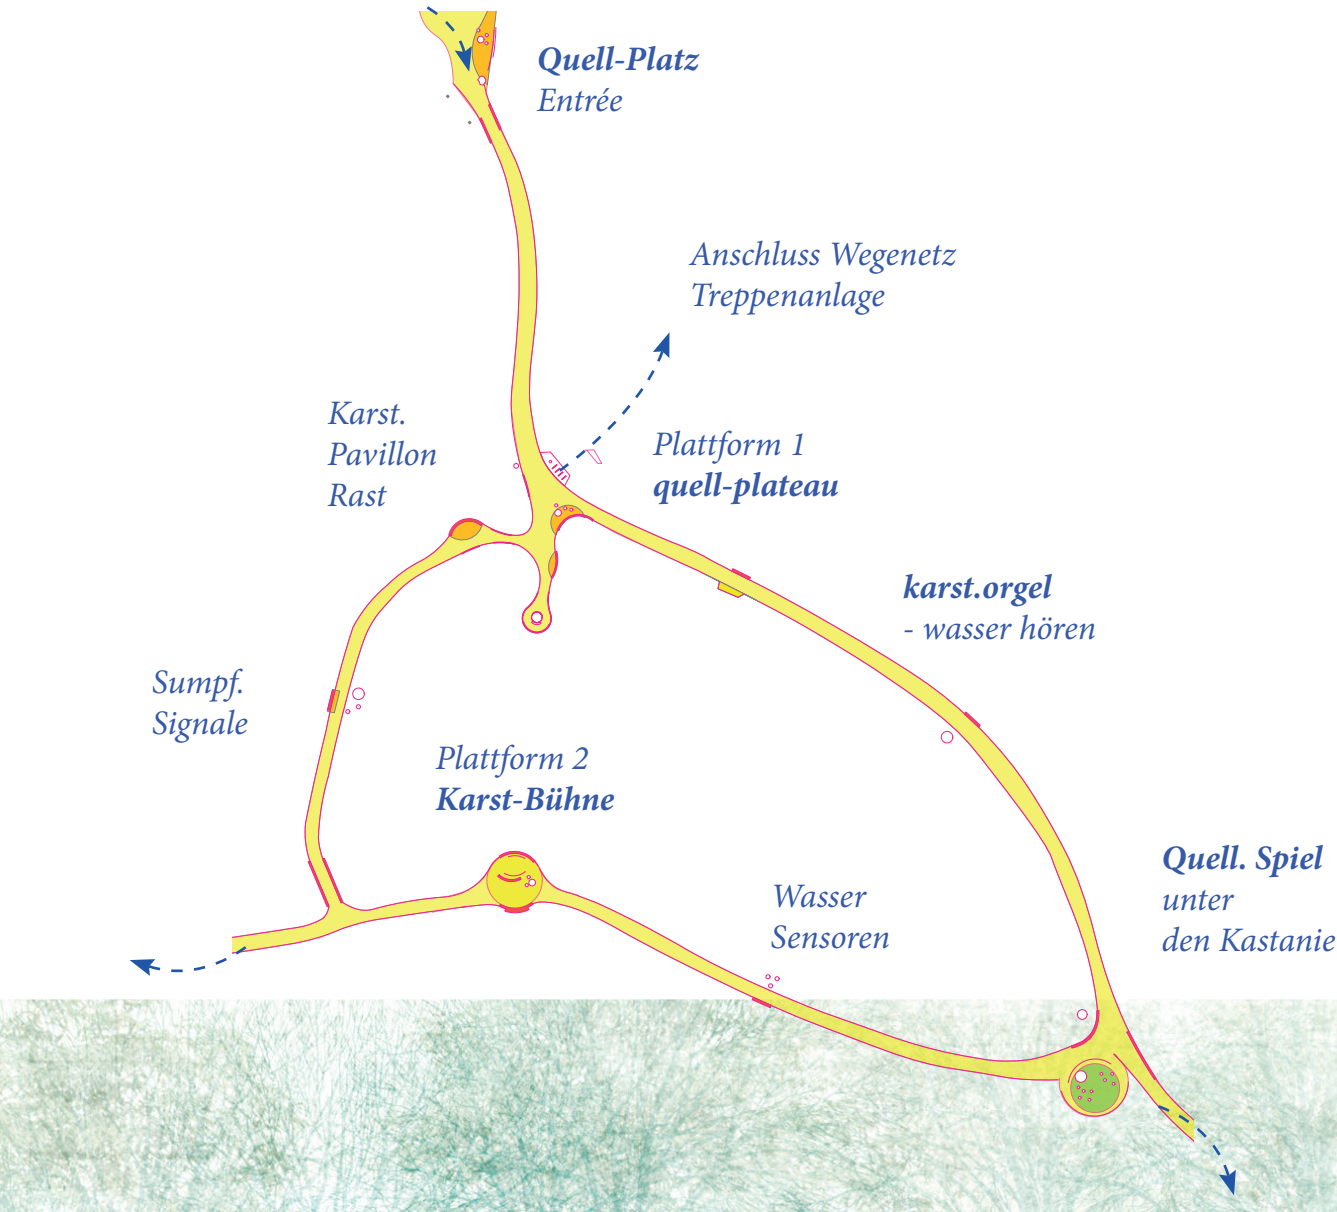 Quell-Platz
Entrée
Anschluss Wegenetz
Treppenanlage
Karst.
Pavillon
Rast
Plattform 1
quell-plateau
karst.orgel
- wasser hören
Sumpf.
Signale
Plattform 2
Karst-Bühne
Quell. Spiel
unter
den Kastanie
Wasser
Sensoren